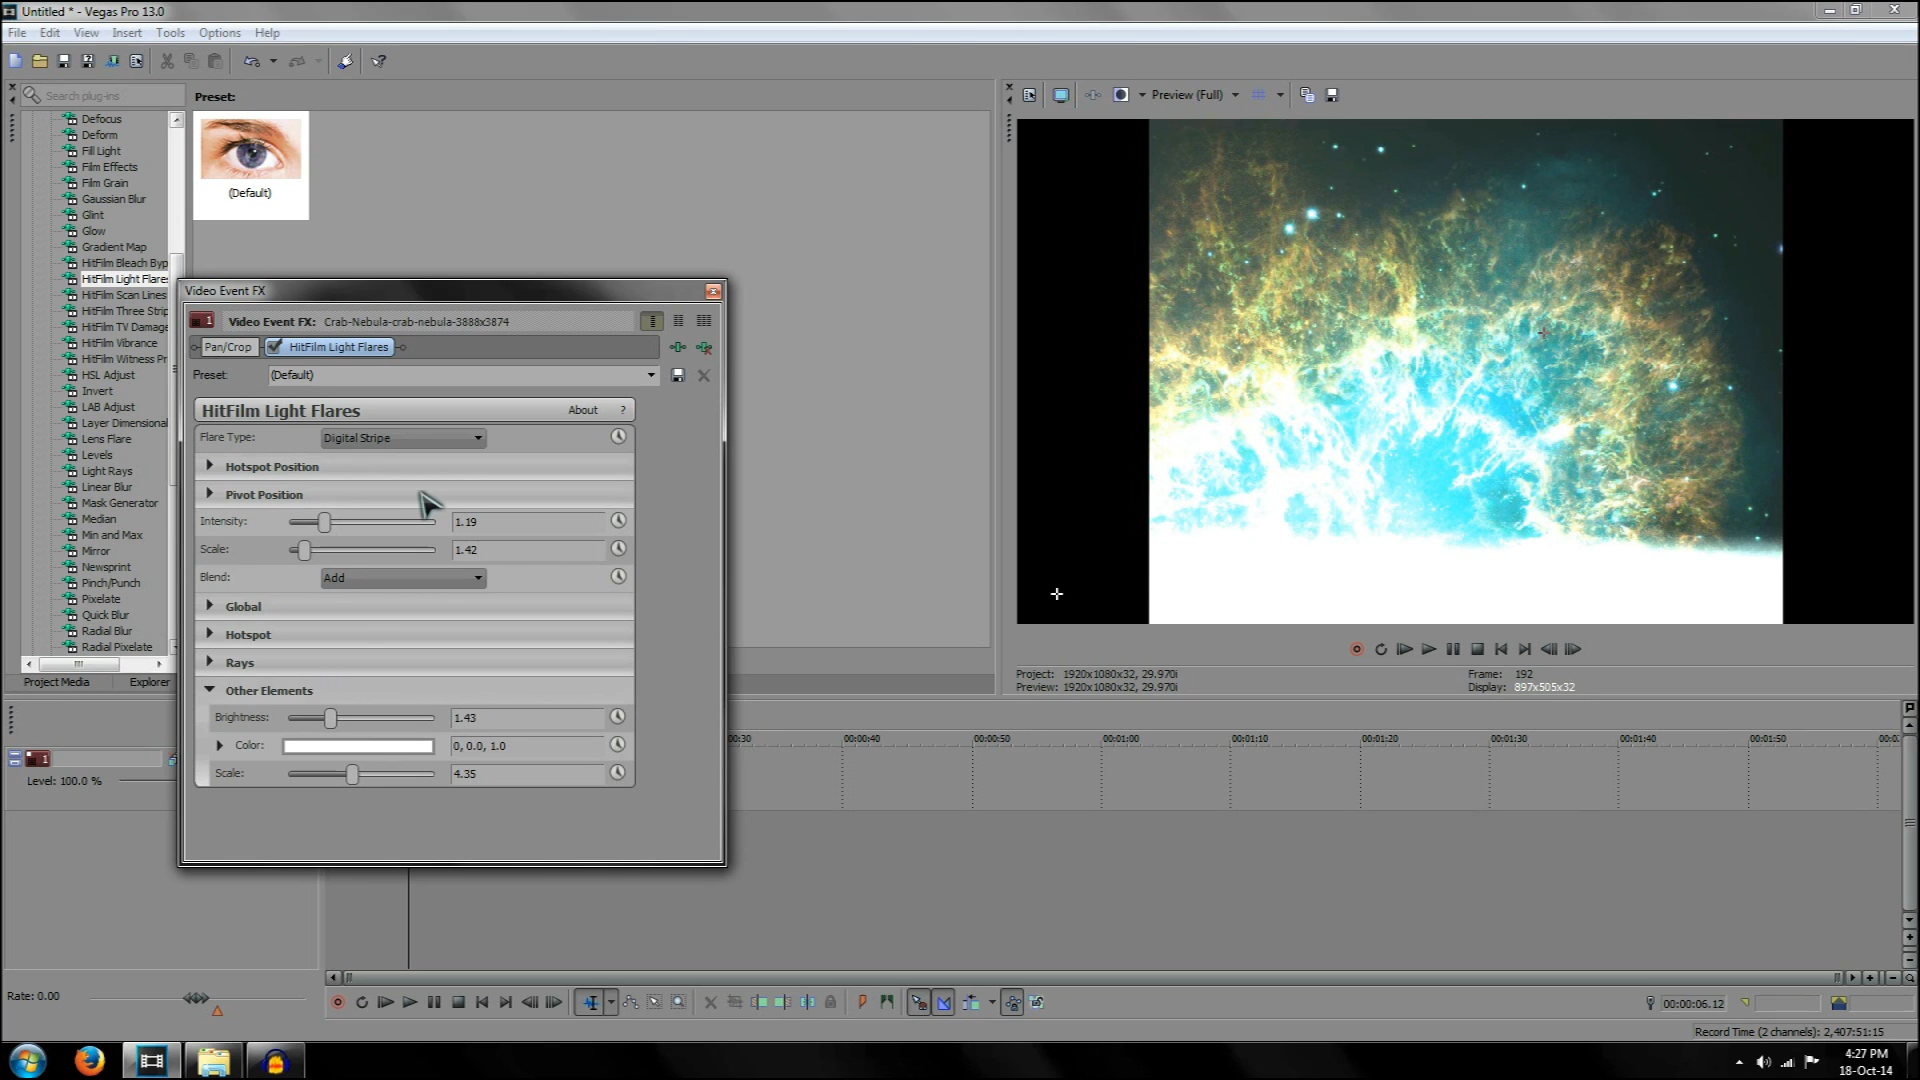 Untitled * - Vegas Pro 13.0
File Edit View Insert Tools Options Help
Search plug-ins
Preset:
Preview (Full)
Defocus
Deform
Fill Light
Film Effects
Film Grain
Gaussian Blur
Glint
Glow
Gradient Map
HitFilm Bleach Byp
HitFilm Light Flares
HitFilm Scan Lines
HitFilm Three Strip
HitFilm TV Damage
HitFilm Vibrance
HitFilm Witness Pr
HSL Adjust
Invert
LAB Adjust
Layer Dimensional
Lens Flare
Levels
Light Rays
Linear Blur
Mask Generator
Median
Min and Max
Mirror
Newsprint
Pinch/Punch
Pixelate
Quick Blur
Radial Blur
Radial Pixelate
(Default)
Project Media Explorer
Video Event FX
1 Video Event FX: Crab-Nebula-crab-nebula-3888x3874
Pan/Crop HitFilm Light Flares
Preset: (Default)
HitFilm Light Flares About ?
Flare Type: Digital Stripe
Hotspot Position
Pivot Position
Intensity: 1.19
Scale: 1.42
Blend: Add
Global
Hotspot
Rays
Other Elements
Brightness: 1.43
Color: 0, 0.0, 1.0
Scale: 4.35
Project: 1920x1080x32, 29.970i
Preview: 1920x1080x32, 29.970i
Frame: 192
Display: 897x505x32
:00:30 00:00:40 00:00:50 00:01:00 00:01:10 00:01:20 00:01:30 00:01:40 00:01:50 00:0
1
Level: 100.0 %
Rate: 0.00
00:00:06.12
Record Time (2 channels): 2,407:51:15
4:27 PM
18-Oct-14